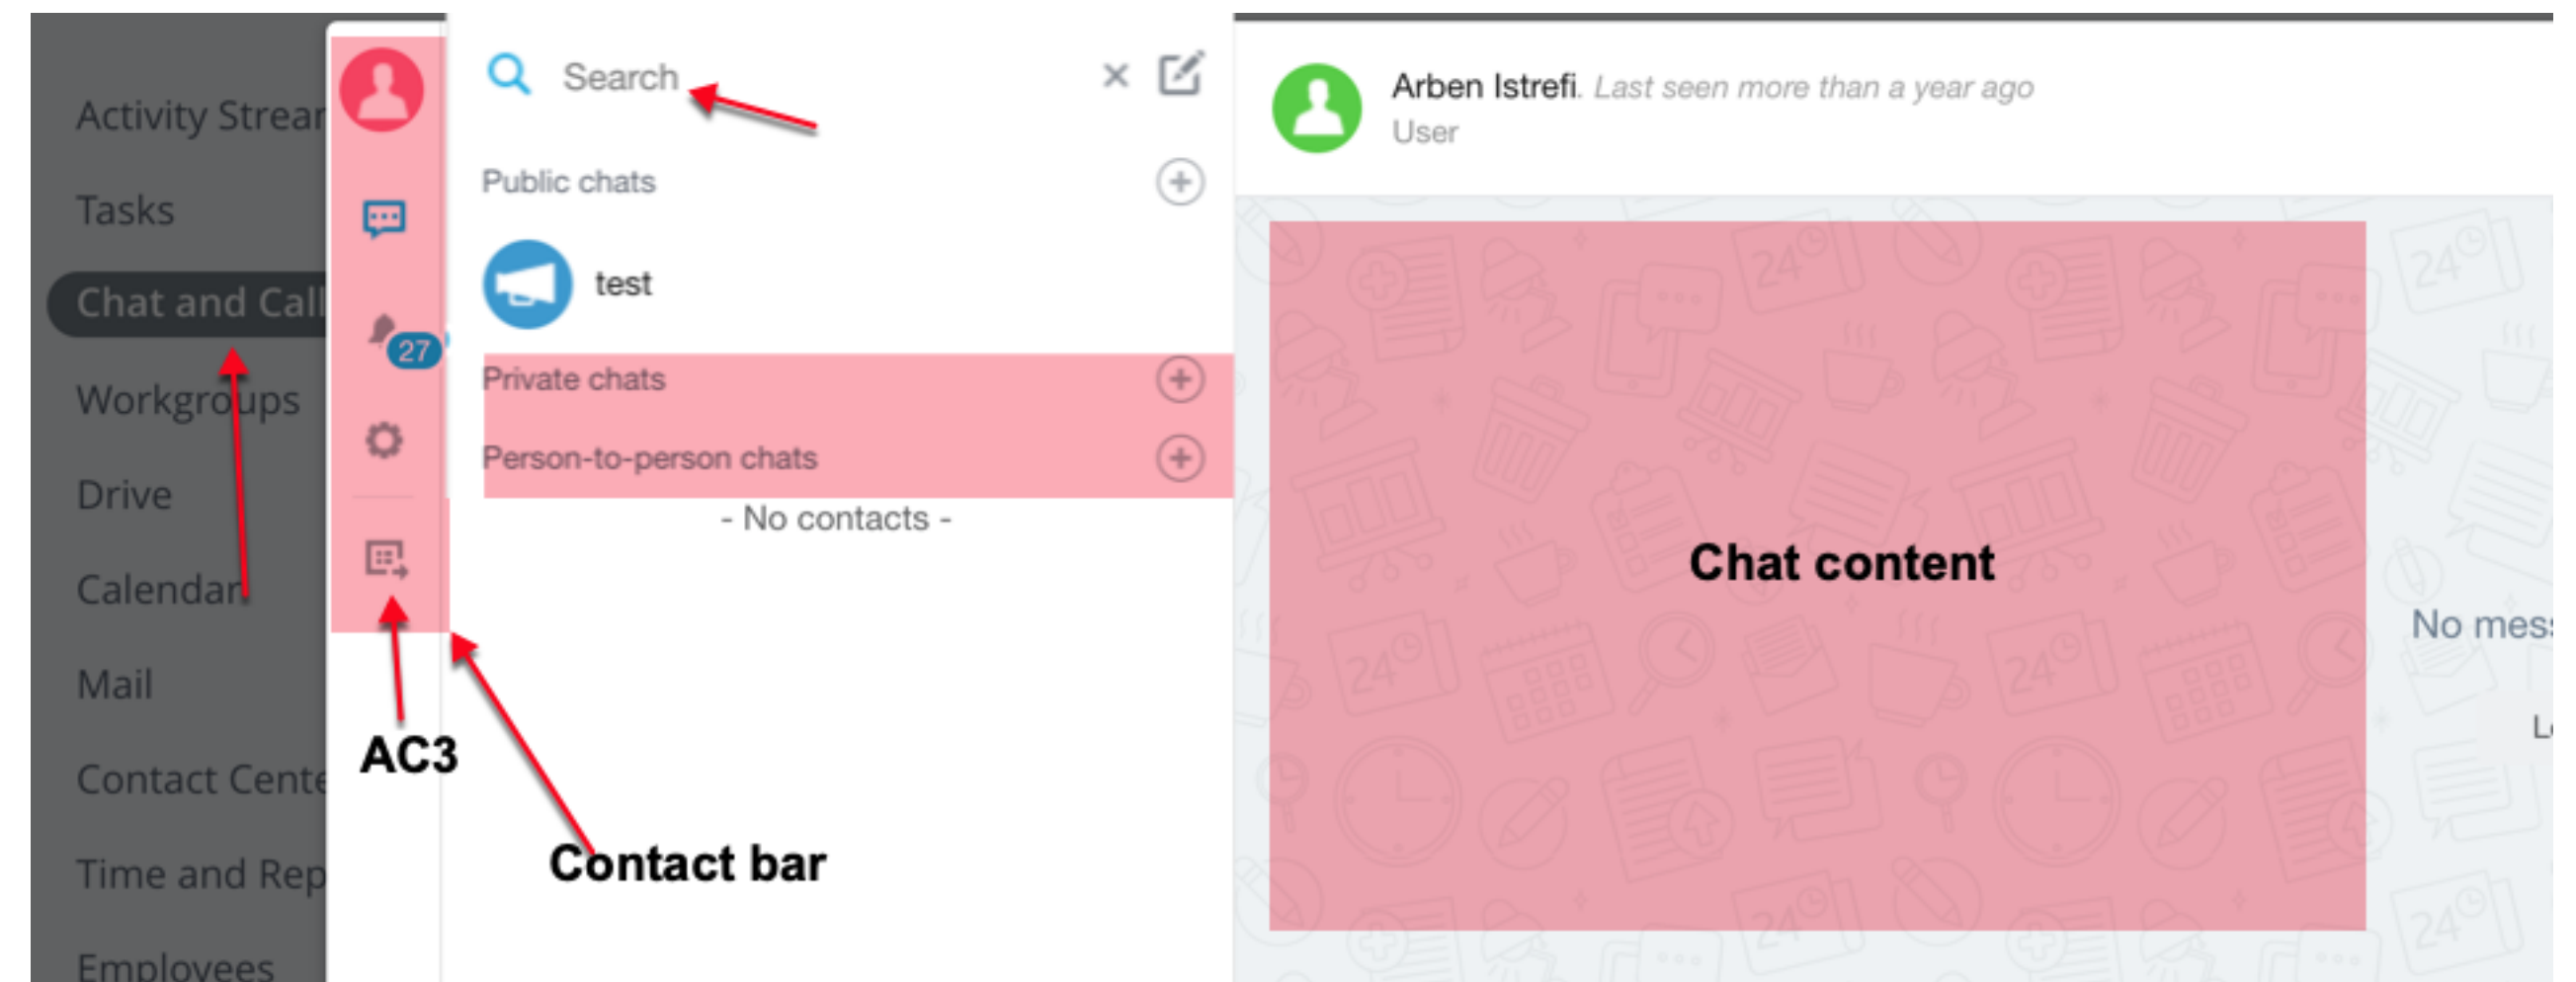 Activity Strear
Tasks
Chat and Call
Workgroups
Drive
Calendar
Mail
Contact Cente
Time and Rep
Employees
27
AC3
Contact bar
Search
Public chats
test
Private chats
Person-to-person chats
- No contacts -
Arben Istrefi. Last seen more than a year ago
User
Chat content
No mess